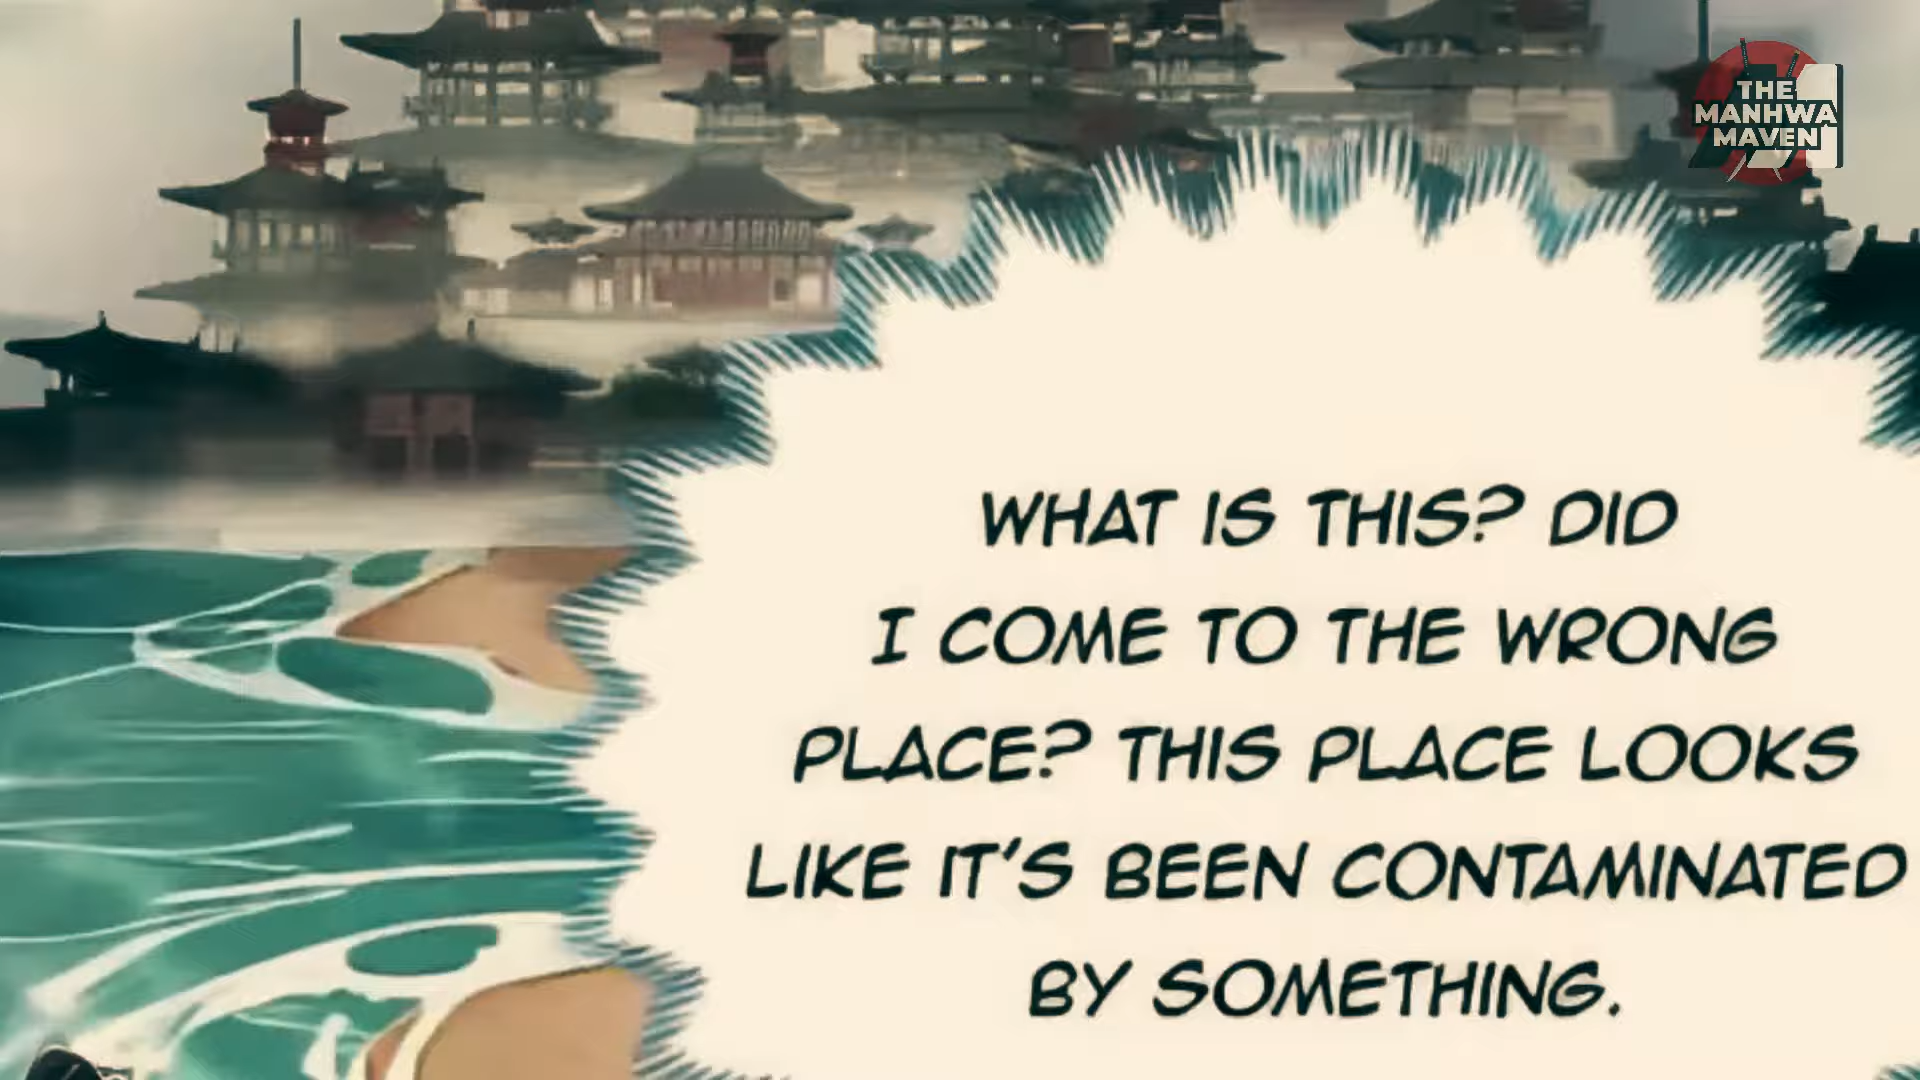 THE
MANHWA
MAVEN
WHAT IS THIS? DID
I COME TO THE WRONG
PLACE? THIS PLACE LOOKS
LIKE IT'S BEEN CONTAMINATED
BY SOMETHING.